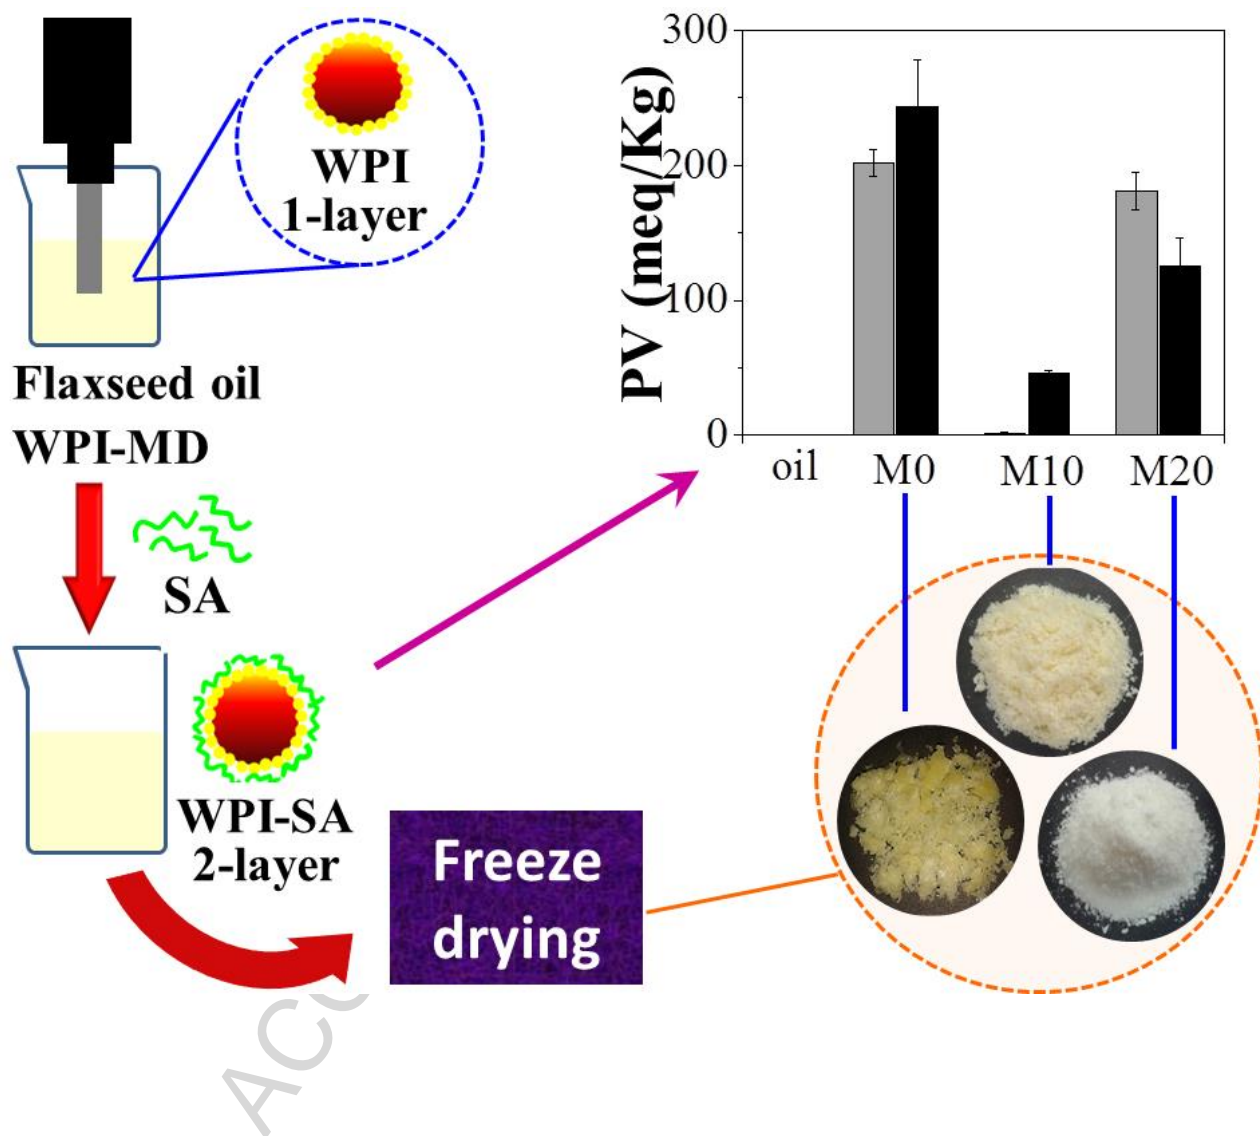 WPI
1-layer
Flaxseed oil
WPI-MD
SA
WPI-SA
2-layer
Freeze
drying
PV (meq/Kg)
300
200
100
0
oil M0 M10 M20